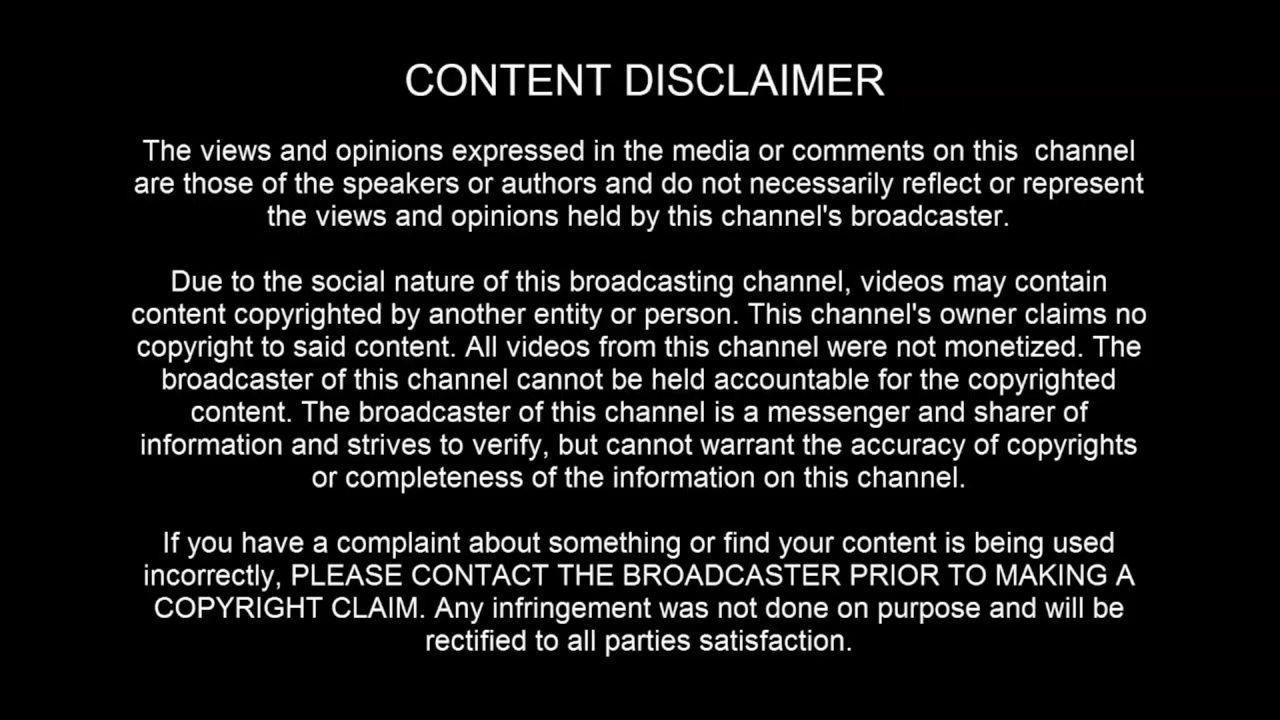 CONTENT DISCLAIMER
The views and opinions expressed in the media or comments on this  channel
are those of the speakers or authors and do not necessarily reflect or represent
the views and opinions held by this channel's broadcaster.
Due to the social nature of this broadcasting channel, videos may contain
content copyrighted by another entity or person. This channel's owner claims no
copyright to said content. All videos from this channel were not monetized. The
broadcaster of this channel cannot be held accountable for the copyrighted
content. The broadcaster of this channel is a messenger and sharer of
information and strives to verify, but cannot warrant the accuracy of copyrights
or completeness of the information on this channel.
If you have a complaint about something or find your content is being used
incorrectly, PLEASE CONTACT THE BROADCASTER PRIOR TO MAKING A
COPYRIGHT CLAIM. Any infringement was not done on purpose and will be
rectified to all parties satisfaction.